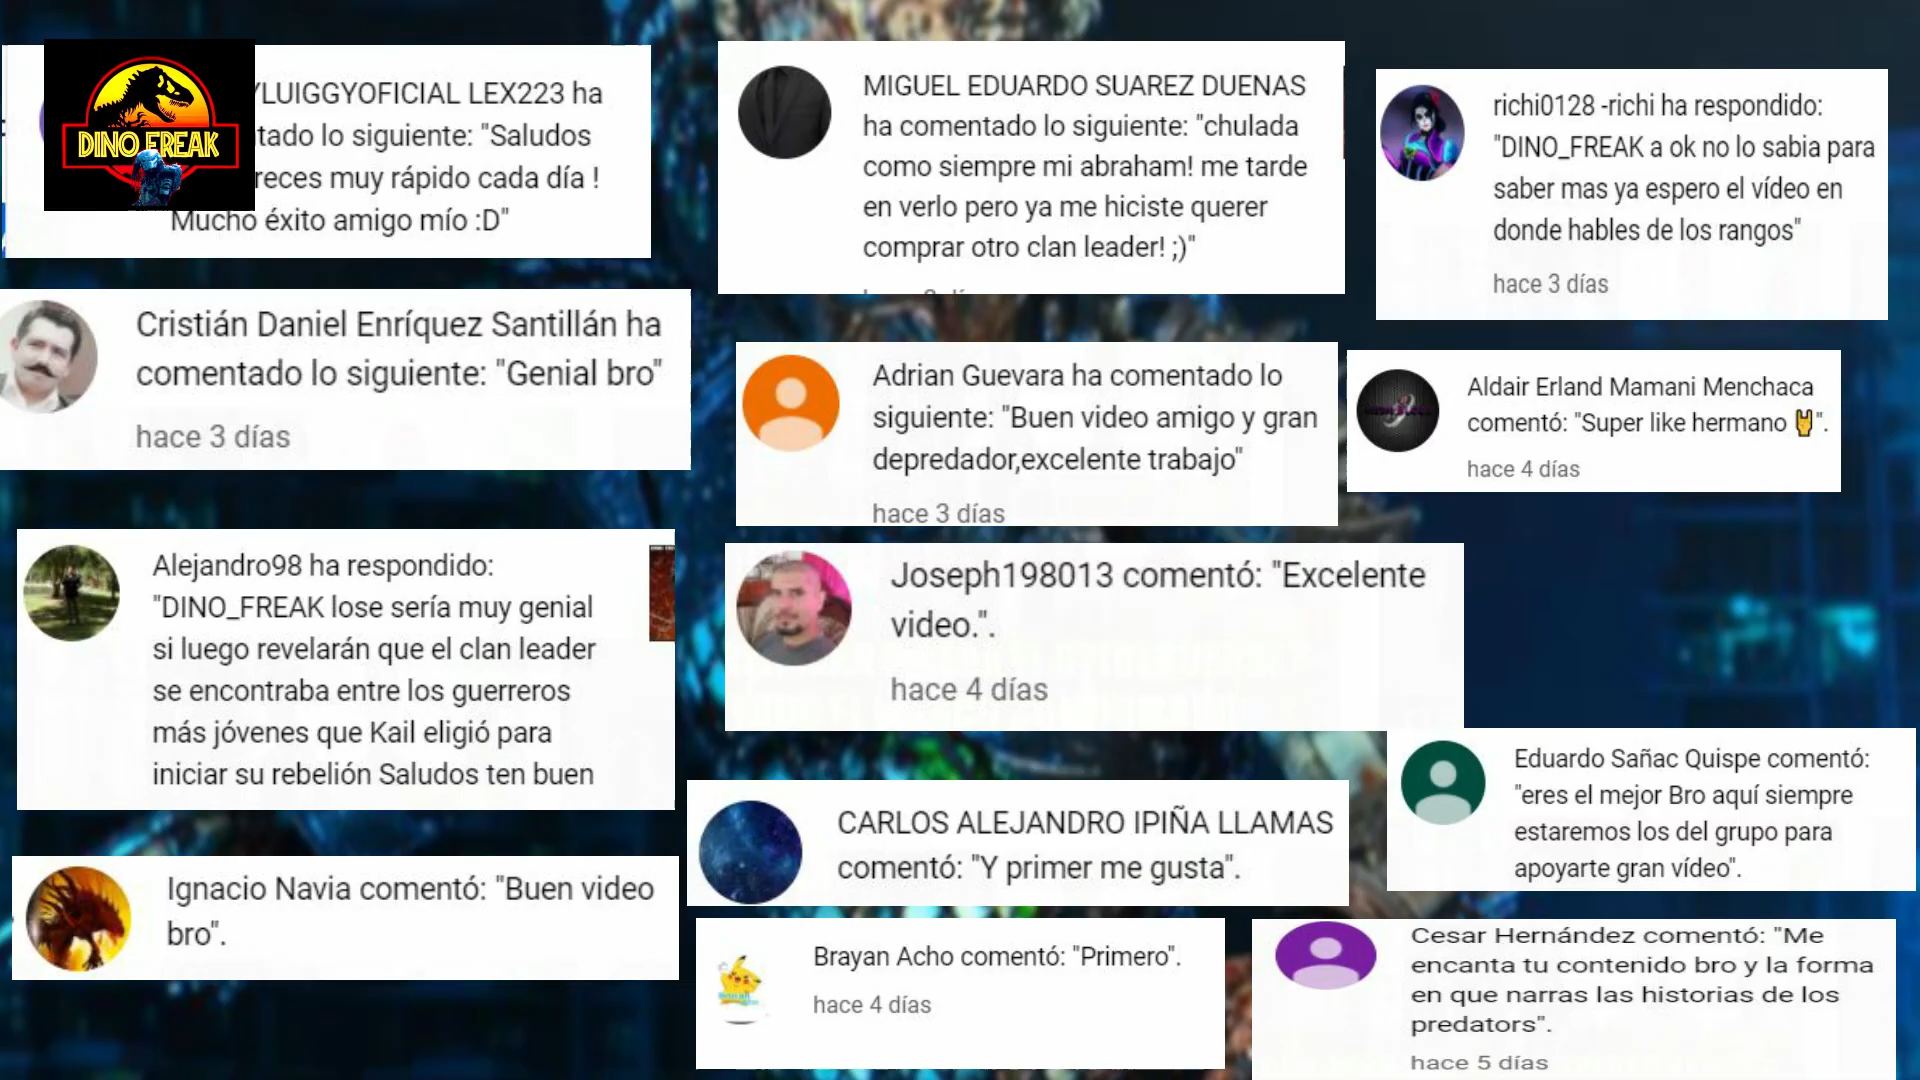 DINO FREAK
YLUIGGYOFICIAL LEX223 ha
tado lo siguiente: "Saludos
reces muy rápido cada día !
Mucho éxito amigo mío :D"
Cristián Daniel Enríquez Santillán ha
comentado lo siguiente: "Genial bro"
hace 3 días
Alejandro98 ha respondido:
"DINO_FREAK lose sería muy genial
si luego revelarán que el clan leader
se encontraba entre los guerreros
más jóvenes que Kail eligió para
iniciar su rebelión Saludos ten buen
Ignacio Navia comentó: "Buen video
bro".
MIGUEL EDUARDO SUAREZ DUENAS
ha comentado lo siguiente: "chulada
como siempre mi abraham! me tarde
en verlo pero ya me hiciste querer
comprar otro clan leader! ;)"
Adrian Guevara ha comentado lo
siguiente: "Buen video amigo y gran
depredador,excelente trabajo"
hace 3 días
Joseph198013 comentó: "Excelente
video.".
hace 4 días
CARLOS ALEJANDRO IPIÑA LLAMAS
comentó: "Y primer me gusta".
Brayan Acho comentó: "Primero".
hace 4 días
richi0128 -richi ha respondido:
"DINO_FREAK a ok no lo sabia para
saber mas ya espero el vídeo en
donde hables de los rangos"
hace 3 días
Aldair Erland Mamani Menchaca
comentó: "Super like hermano 🤘".
hace 4 días
Eduardo Sañac Quispe comentó:
"eres el mejor Bro aquí siempre
estaremos los del grupo para
apoyarte gran vídeo".
Cesar Hernández comentó: "Me
encanta tu contenido bro y la forma
en que narras las historias de los
predators".
hace 5 días